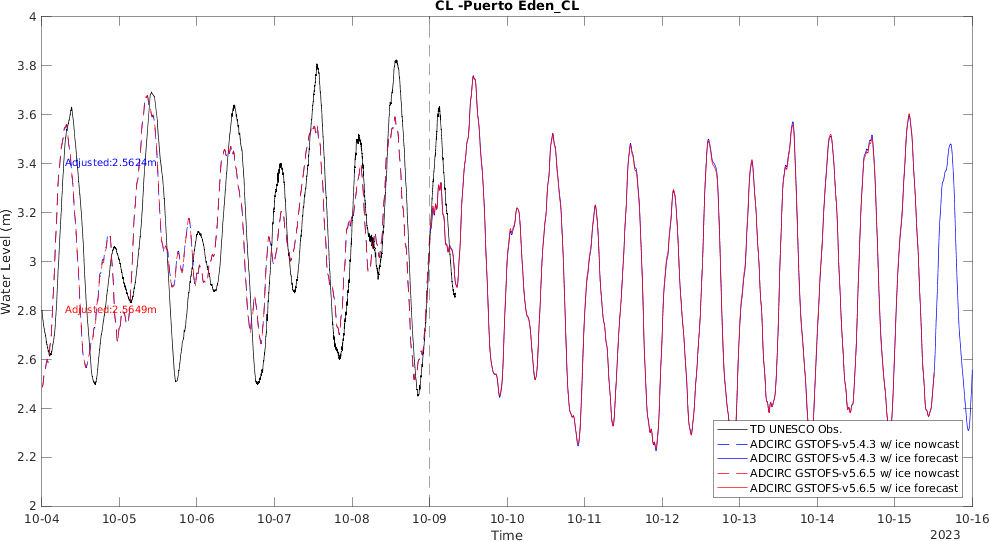 CL -Puerto Eden_CL
Water Level (m)
4
3.8
3.6
3.4
3.2
3
2.8
2.6
2.4
2.2
2
Adjusted:2.5624m
Adjusted:2.5649m
TD UNESCO Obs.
ADCIRC GSTOFS-v5.4.3 w/ ice nowcast
ADCIRC GSTOFS-v5.4.3 w/ ice forecast
ADCIRC GSTOFS-v5.6.5 w/ ice nowcast
ADCIRC GSTOFS-v5.6.5 w/ ice forecast
10-04 10-05 10-06 10-07 10-08 10-09 10-10 10-11 10-12 10-13 10-14 10-15 10-16
Time
2023